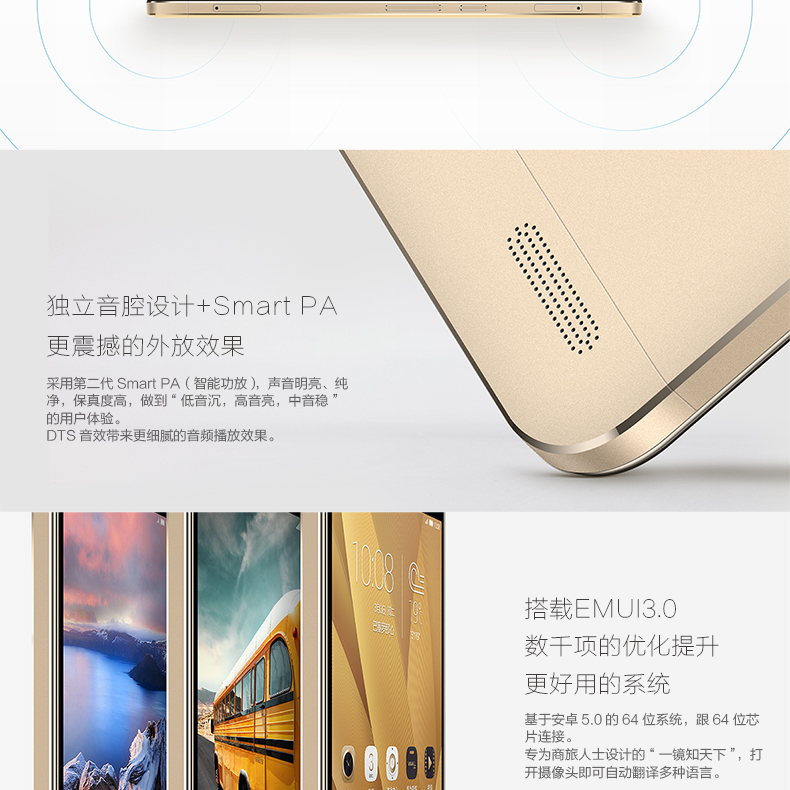 独立音腔设计+Smart PA
更震撼的外放效果
采用第二代 Smart PA（智能功放），声音明亮、纯
净，保真度高，做到“ 低音沉，高音亮，中音稳 ”
的用户体验。
DTS 音效带来更细腻的音频播放效果。
10:08
搭载EMUI3.0
数千项的优化提升
更好用的系统
基于安卓 5.0 的 64 位系统，跟 64 位芯
片连接。
专为商旅人士设计的“ 一镜知天下 ”，打
开摄像头即可自动翻译多种语言。